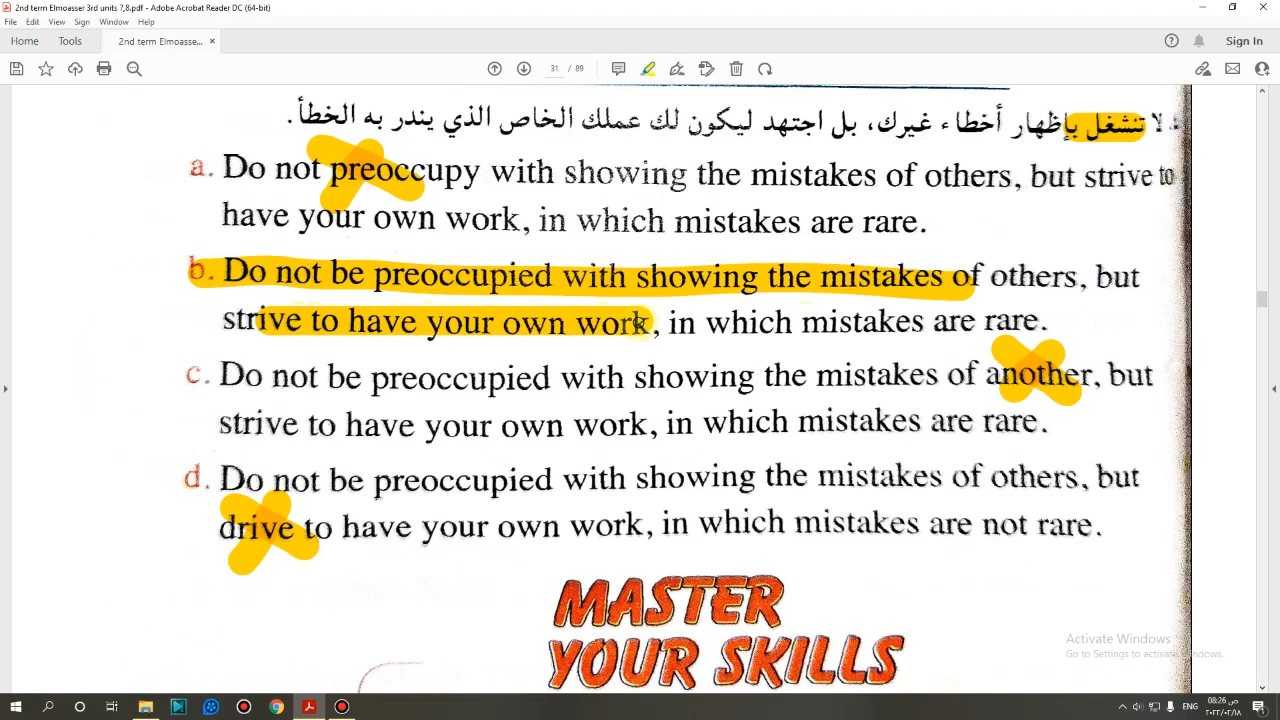 2nd term Elmoasser 3rd units 7,8.pdf - Adobe Acrobat Reader DC (64-bit)
File Edit View Sign Window Help
Home Tools 2nd term Elmoasse... × Sign In
31 / 89
لا تنشغل بإظهار أخطاء غيرك، بل اجتهد ليكون لك عملك الخاص الذي يندر به الخطأ.
a. Do not preoccupy with showing the mistakes of others, but strive to
have your own work, in which mistakes are rare.
b. Do not be preoccupied with showing the mistakes of others, but
strive to have your own work, in which mistakes are rare.
c. Do not be preoccupied with showing the mistakes of another, but
strive to have your own work, in which mistakes are rare.
d. Do not be preoccupied with showing the mistakes of others, but
drive to have your own work, in which mistakes are not rare.
MASTER
YOUR SKILLS
Activate Windows
Go to Settings to activate Windows.
ENG
08:26 ص
٢٠٢٢/٠٢/١٨